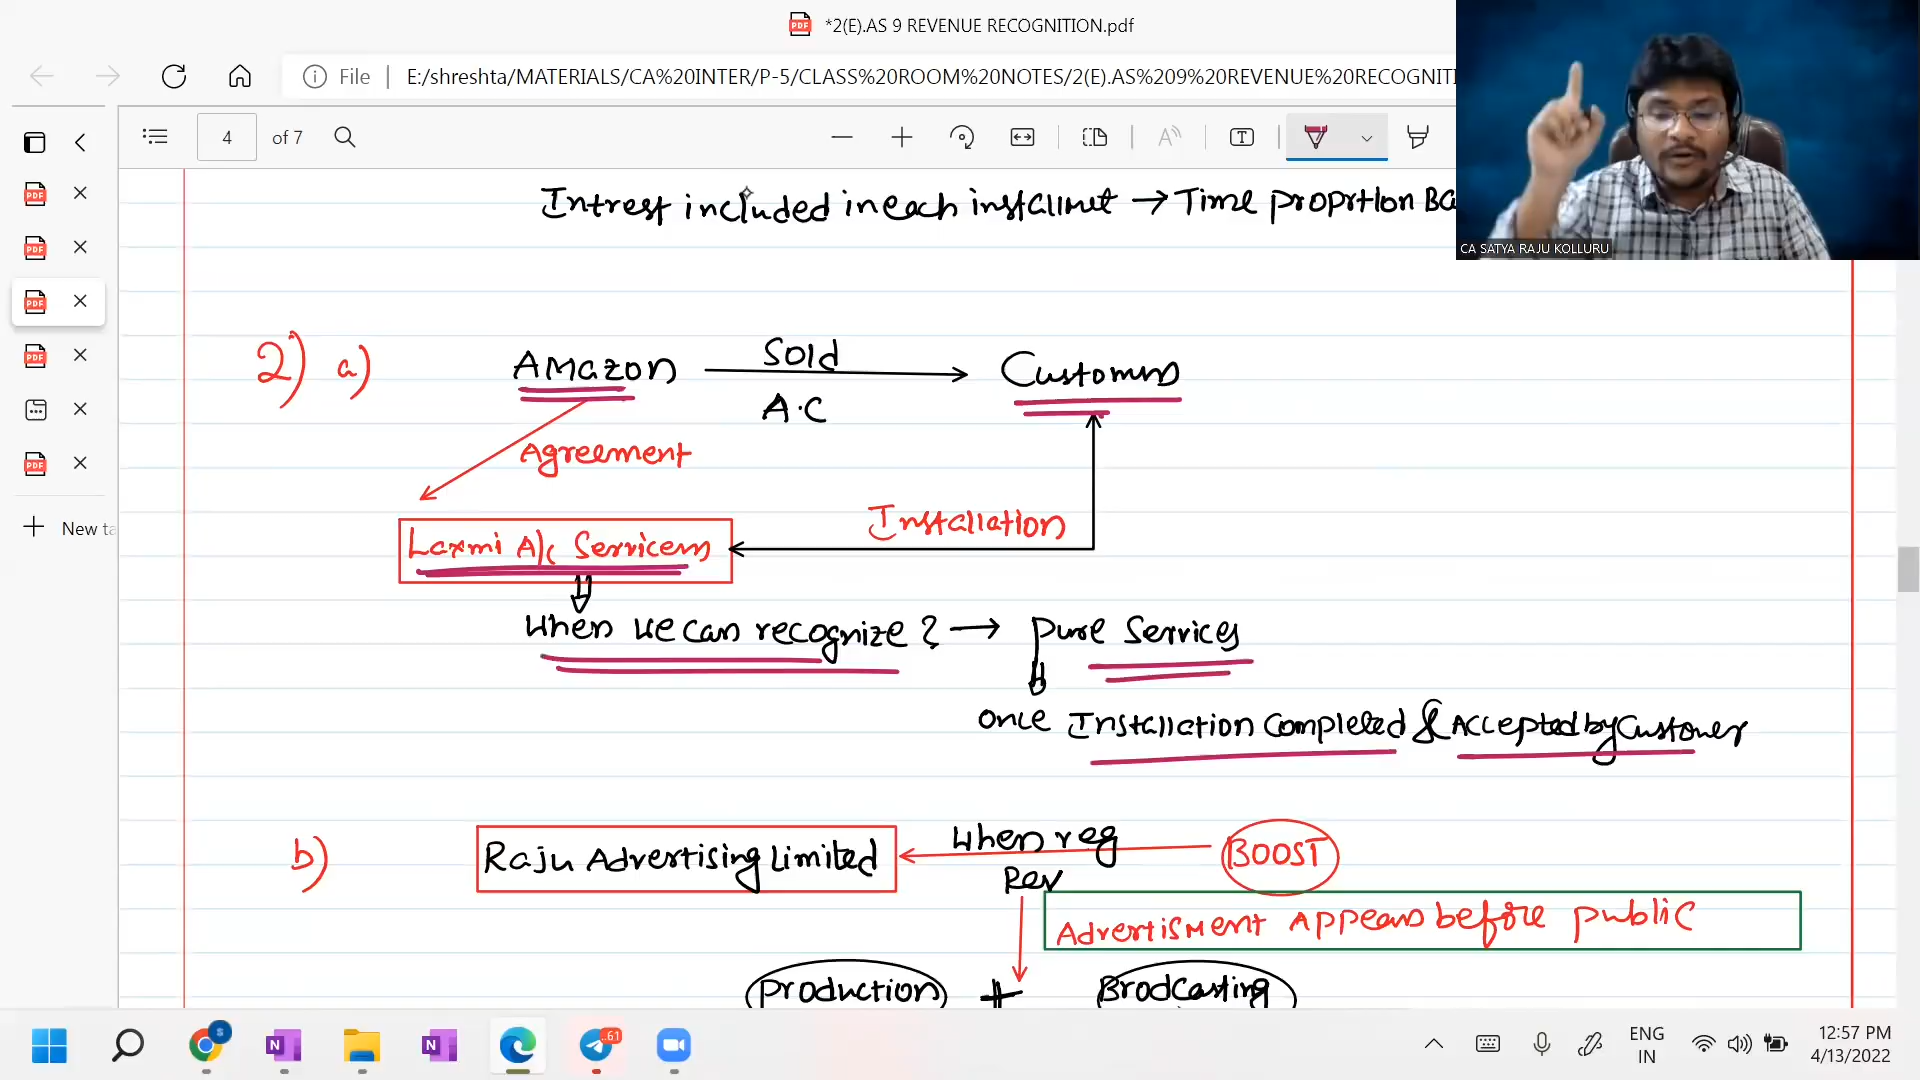 *2(E).AS 9 REVENUE RECOGNITION.pdf
File | E:/shreshta/MATERIALS/CA%20INTER/P-5/CLASS%20ROOM%20NOTES/2(E).AS%209%20REVENUE%20RECOGNITI
4 of 7
CA SATYA RAJU KOLLURU
Intrest included in each installmet → Time proprtion Ba
2) a) Amazon Sold Customers
A.C
Agreement
Installation
Laxmi A/c Services
When we can recognize? → Pure Services
Once Installation Completed & Accepted by Customer
b) Raju Advertising Limited When reg BOOST
Rev
Advertisment Appears before public
Production + Brodcasting
New ta
..61
ENG
IN
12:57 PM
4/13/2022